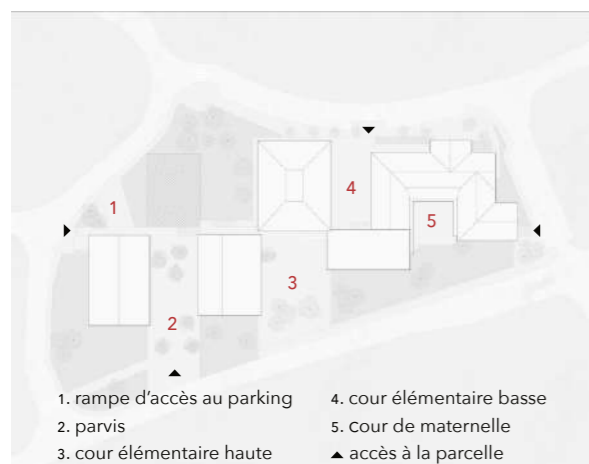 1
4
5
3
2
1. rampe d'accès au parking
2. parvis
3. cour élémentaire haute
4. cour élémentaire basse
5. cour de maternelle
▲ accès à la parcelle